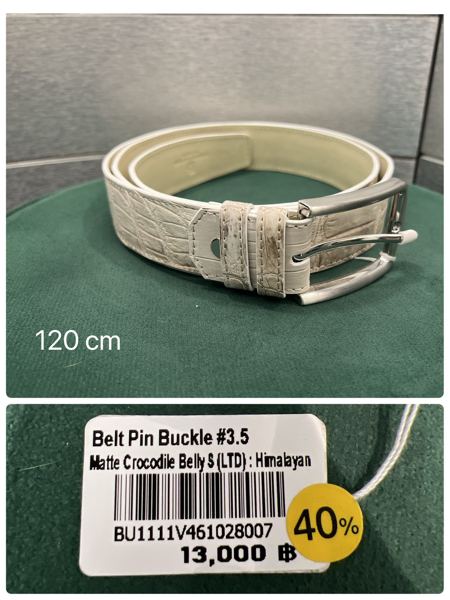 120 cm
Belt Pin Buckle #3.5
Matte Crocodile Belly S (LTD) : Himalayan
BU1111V461028007
13,000 ฿
40%